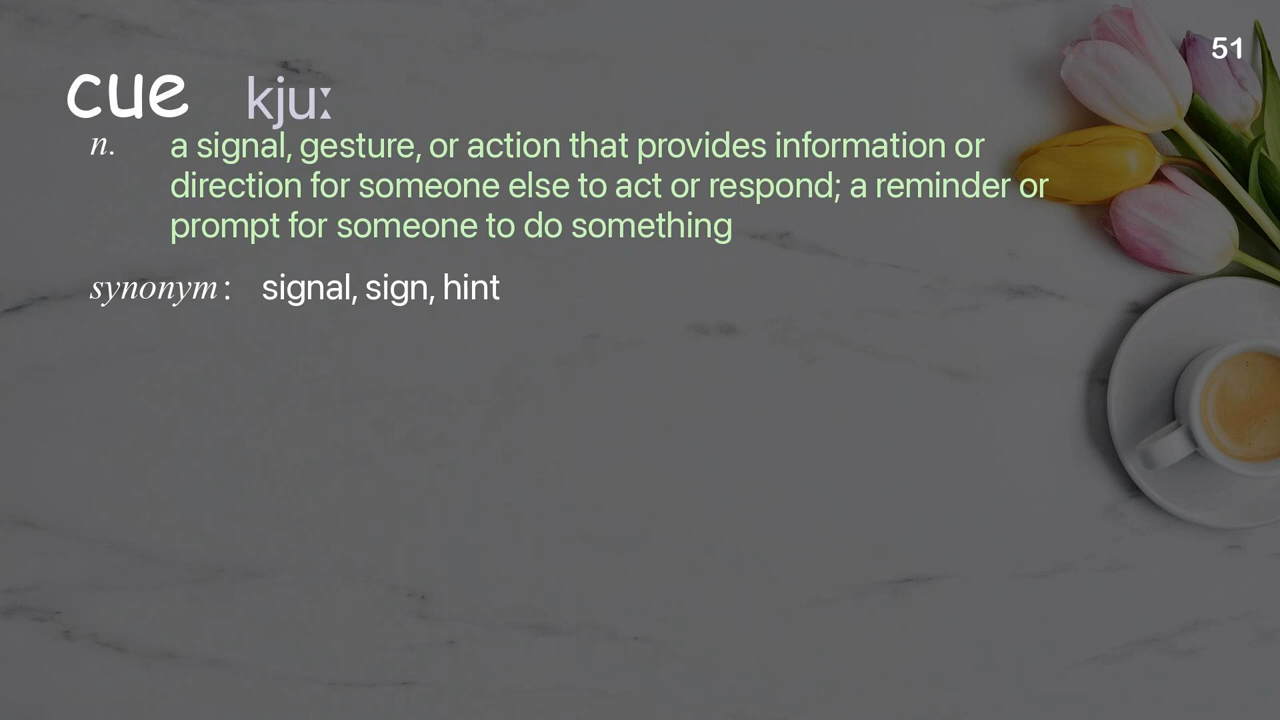 51
cue kjuː
n. a signal, gesture, or action that provides information or
direction for someone else to act or respond; a reminder or
prompt for someone to do something
synonym: signal, sign, hint